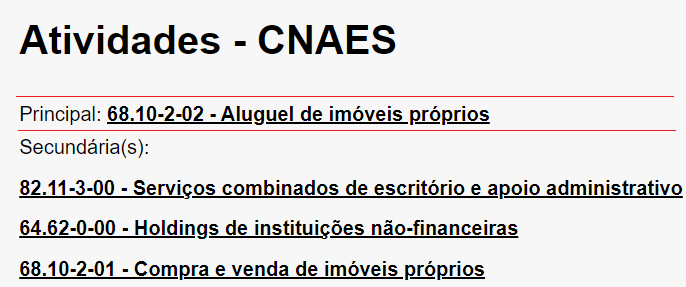 Atividades - CNAES
Principal: 68.10-2-02 - Aluguel de imóveis próprios
Secundária(s):
82.11-3-00 - Serviços combinados de escritório e apoio administrativo
64.62-0-00 - Holdings de instituições não-financeiras
68.10-2-01 - Compra e venda de imóveis próprios